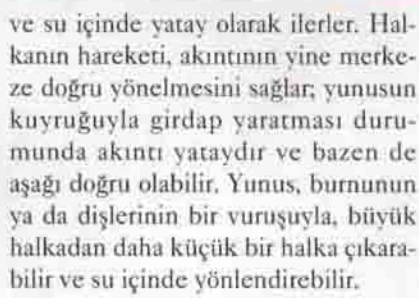 ve su içinde yatay olarak ilerler. Hal-
kanın hareketi, akıntının yine merke-
ze doğru yönelmesini sağlar; yunusun
kuyruğuyla girdap yaratması duru-
munda akıntı yataydır ve bazen de
aşağı doğru olabilir. Yunus, burnunun
ya da dişlerinin bir vuruşuyla, büyük
halkadan daha küçük bir halka çıkara-
bilir ve su içinde yönlendirebilir.